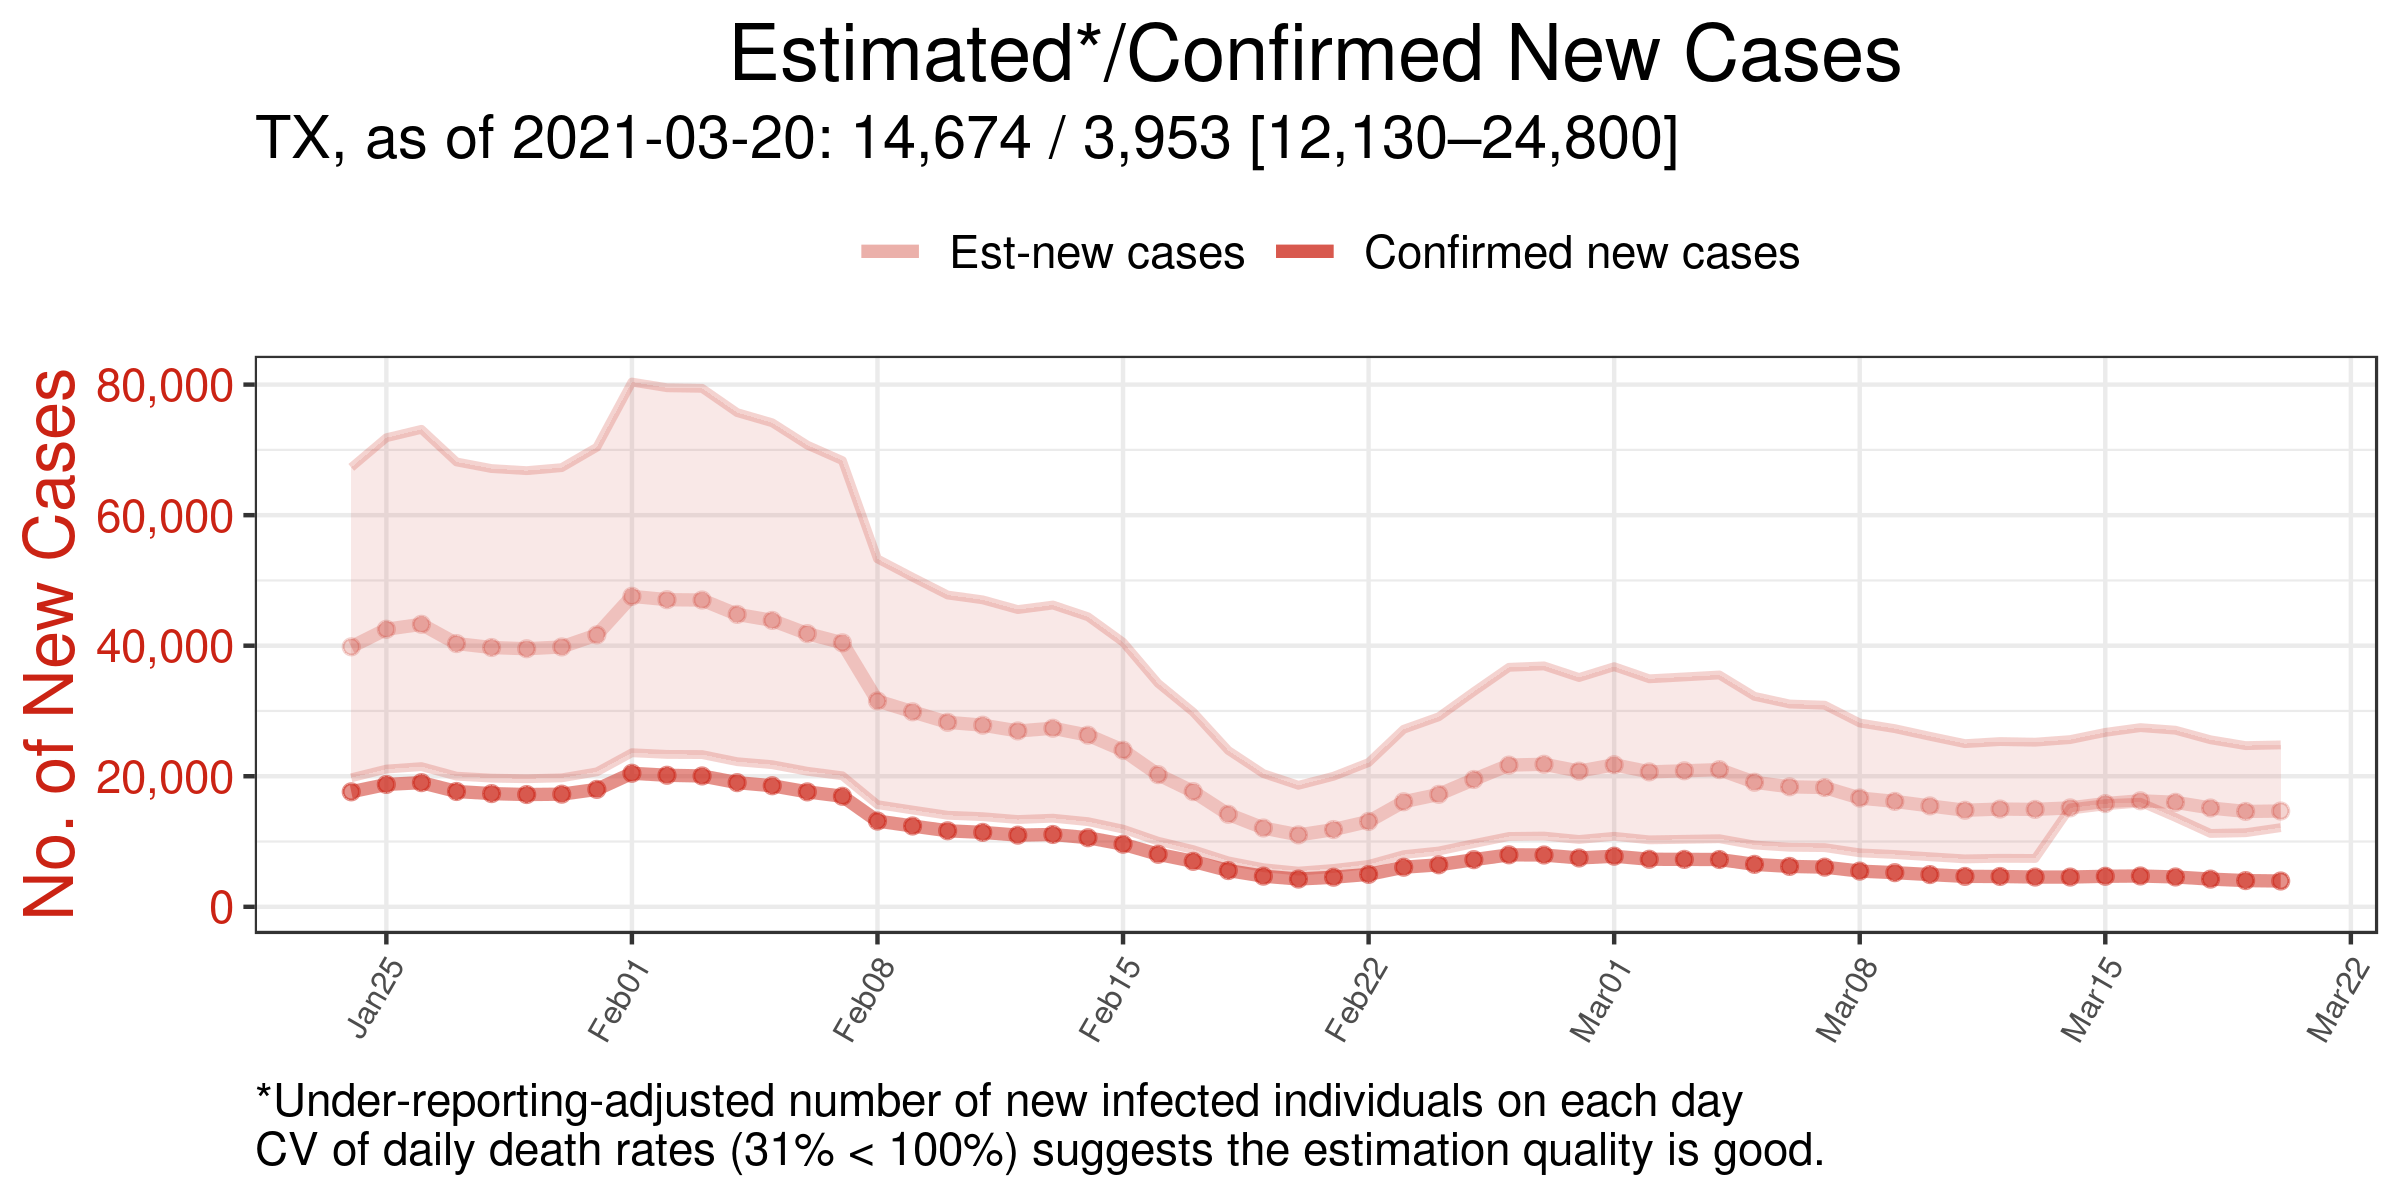 Estimated*/Confirmed New Cases
TX, as of 2021-03-20: 14,674 / 3,953 [12,130–24,800]
Est-new cases Confirmed new cases
No. of New Cases
80,000
60,000
40,000
20,000
0
Jan25 Feb01 Feb08 Feb15 Feb22 Mar01 Mar08 Mar15 Mar22
*Under-reporting-adjusted number of new infected individuals on each day
CV of daily death rates (31% < 100%) suggests the estimation quality is good.